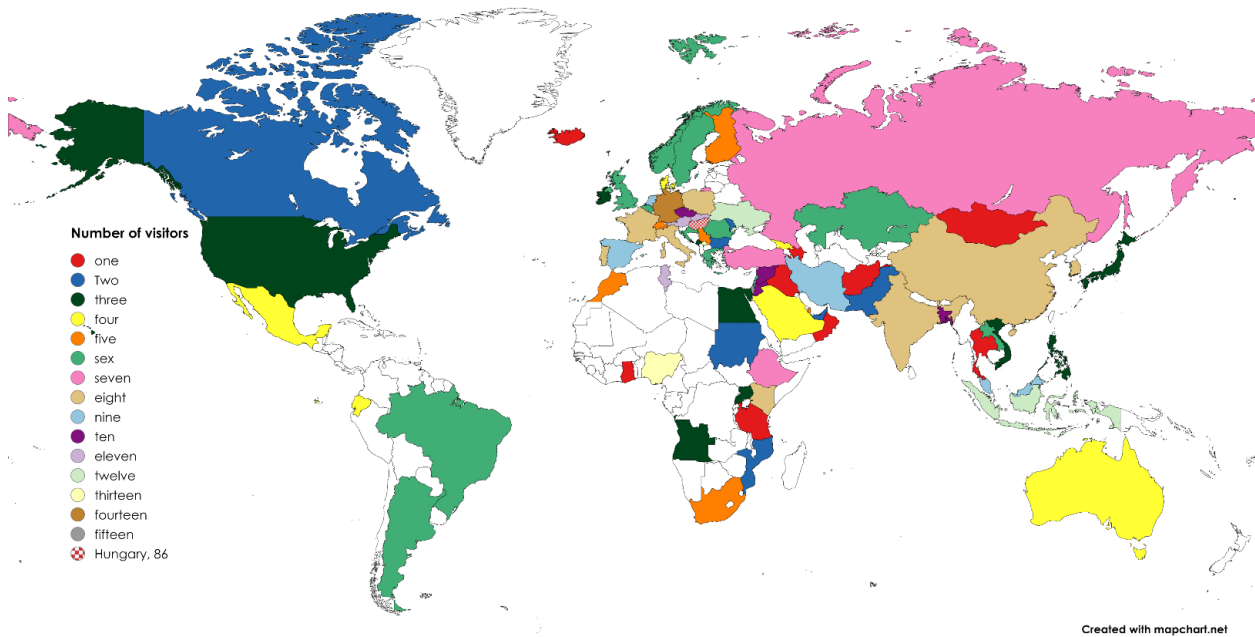 Number of visitors
one
Two
three
four
five
sex
seven
eight
nine
ten
eleven
twelve
thirteen
fourteen
fifteen
Hungary, 86
Created with mapchart.net